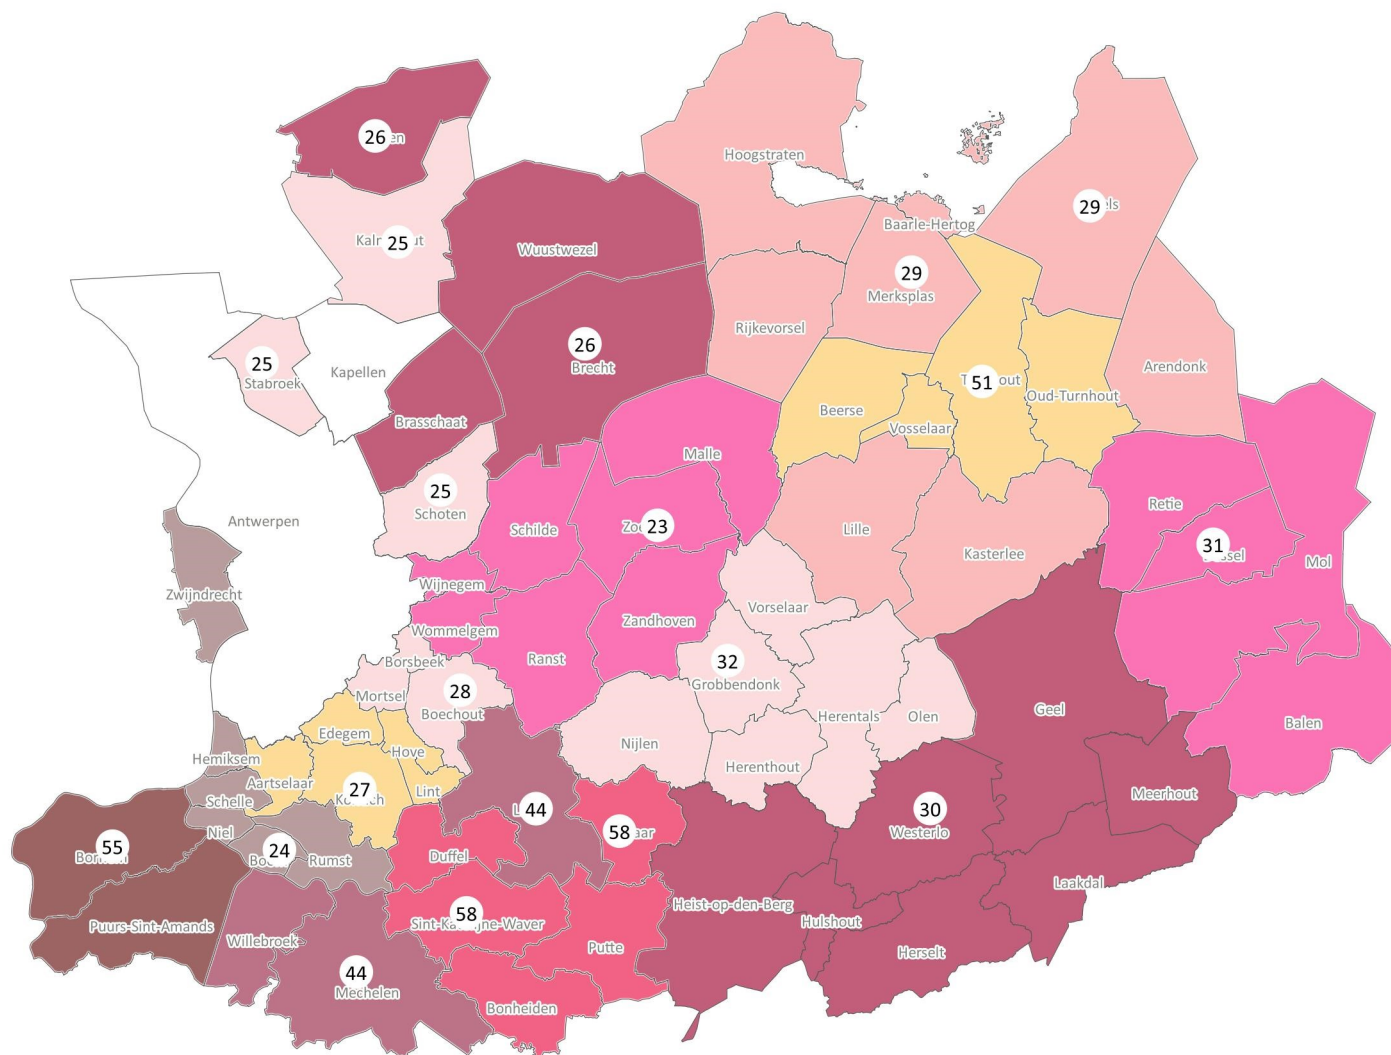 26
Hoogstraten
29
Baarle-Hertog
25
Wuustwezel
29
Merksplas
Rijkevorsel
26
Brecht
25
Stabroek
Kapellen
Arendonk
51
Oud-Turnhout
Beerse
Vosselaar
Brasschaat
Malle
25
Schoten
Retie
Antwerpen
Schilde
23
Lille
Kasterlee
31
Mol
Wijnegem
Zwijndrecht
Vorselaar
Zandhoven
Wommelgem
Ranst
Borsbeek
32
Grobbendonk
Mortsel
28
Boechout
Herentals
Olen
Geel
Balen
Edegem
Hove
Nijlen
Hemiksem
Herenthout
Aartselaar
27
Lint
Schelle
Meerhout
44
30
Westerlo
58
Niel
55
24
Rumst
Duffel
Laakdal
Heist-op-den-Berg
58
Hulshout
Puurs-Sint-Amands
Willebroek
Putte
Herselt
44
Mechelen
Bonheiden